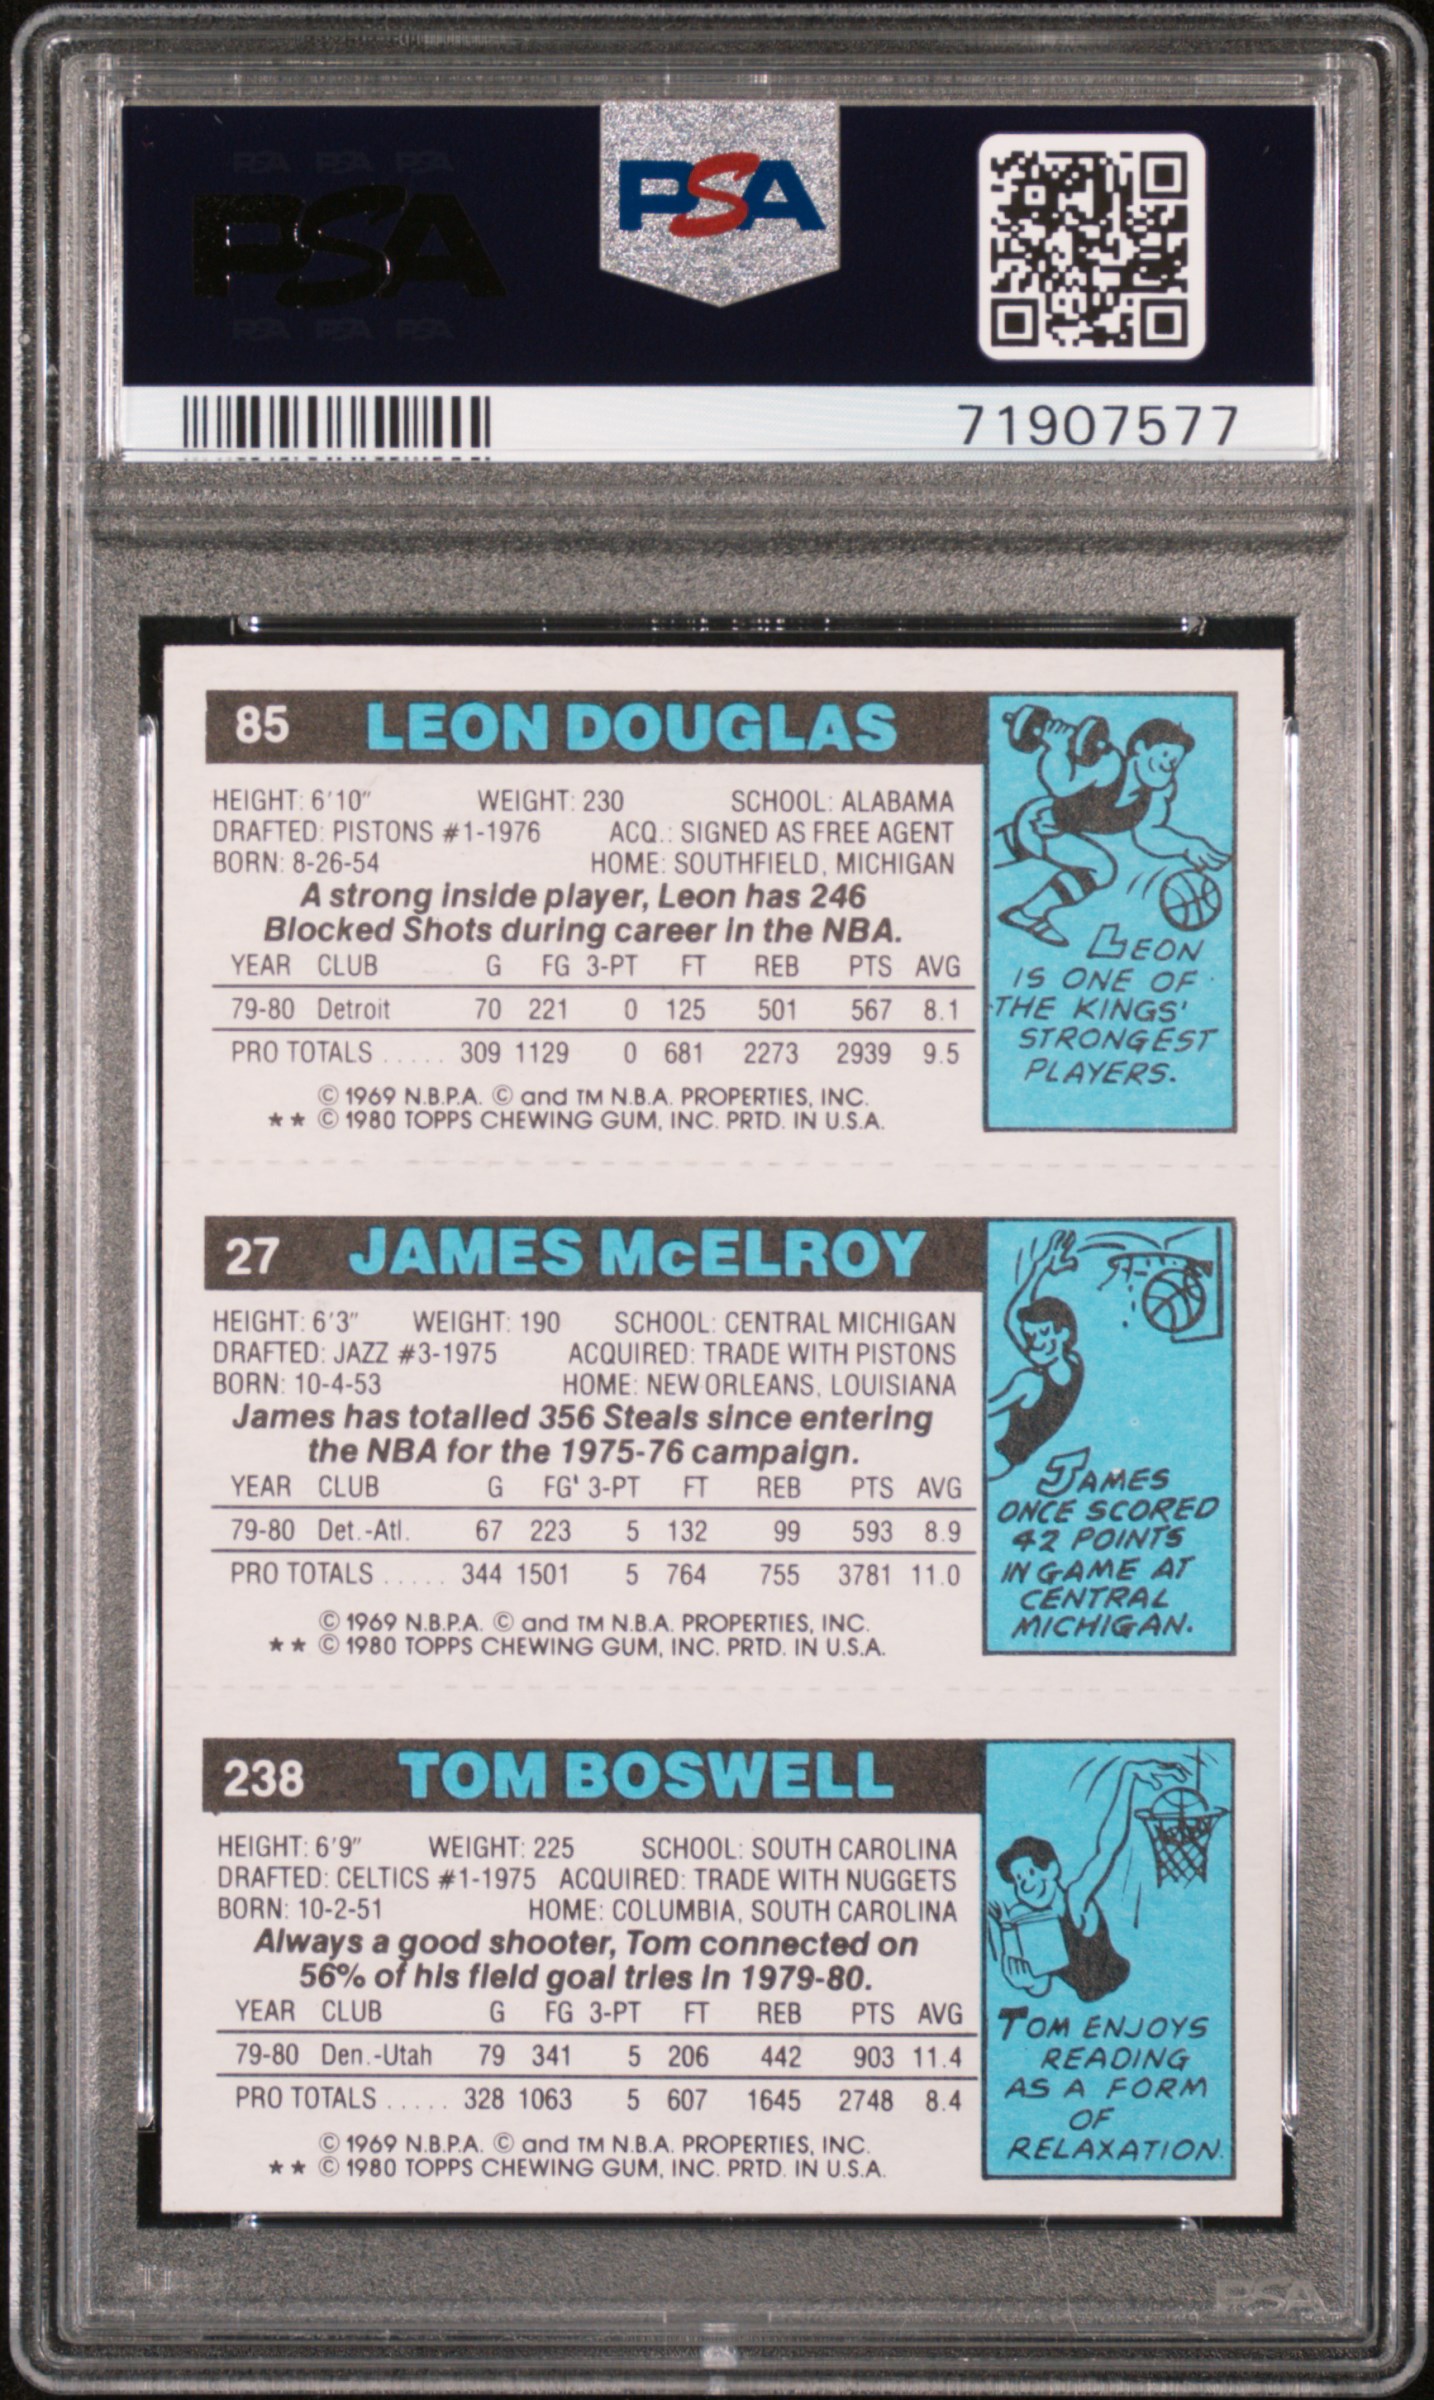 PSA PSA PSA
PSA
PSA PSA PSA
PSA
71907577
85 LEON DOUGLAS
HEIGHT: 6'10" WEIGHT: 230 SCHOOL: ALABAMA
DRAFTED: PISTONS #1-1976 ACQ.: SIGNED AS FREE AGENT
BORN: 8-26-54 HOME: SOUTHFIELD, MICHIGAN
A strong inside player, Leon has 246
Blocked Shots during career in the NBA.
YEAR CLUB G FG 3-PT FT REB PTS AVG
79-80 Detroit 70 221 0 125 501 567 8.1
PRO TOTALS ..... 309 1129 0 681 2273 2939 9.5
© 1969 N.B.P.A. © and TM N.B.A. PROPERTIES, INC.
★★ © 1980 TOPPS CHEWING GUM, INC. PRTD. IN U.S.A.
LEON
IS ONE OF
THE KINGS'
STRONGEST
PLAYERS.
27 JAMES McELROY
HEIGHT: 6'3" WEIGHT: 190 SCHOOL: CENTRAL MICHIGAN
DRAFTED: JAZZ #3-1975 ACQUIRED: TRADE WITH PISTONS
BORN: 10-4-53 HOME: NEW ORLEANS, LOUISIANA
James has totalled 356 Steals since entering
the NBA for the 1975-76 campaign.
YEAR CLUB G FG' 3-PT FT REB PTS AVG
79-80 Det.-Atl. 67 223 5 132 99 593 8.9
PRO TOTALS ..... 344 1501 5 764 755 3781 11.0
© 1969 N.B.P.A. © and TM N.B.A. PROPERTIES, INC.
★★ © 1980 TOPPS CHEWING GUM, INC. PRTD. IN U.S.A.
JAMES
ONCE SCORED
42 POINTS
IN GAME AT
CENTRAL
MICHIGAN.
238 TOM BOSWELL
HEIGHT: 6'9" WEIGHT: 225 SCHOOL: SOUTH CAROLINA
DRAFTED: CELTICS #1-1975 ACQUIRED: TRADE WITH NUGGETS
BORN: 10-2-51 HOME: COLUMBIA, SOUTH CAROLINA
Always a good shooter, Tom connected on
56% of his field goal tries in 1979-80.
YEAR CLUB G FG 3-PT FT REB PTS AVG
79-80 Den.-Utah 79 341 5 206 442 903 11.4
PRO TOTALS ..... 328 1063 5 607 1645 2748 8.4
© 1969 N.B.P.A. © and TM N.B.A. PROPERTIES, INC.
★★ © 1980 TOPPS CHEWING GUM, INC. PRTD. IN U.S.A.
TOM ENJOYS
READING
AS A FORM
OF
RELAXATION.
PSA